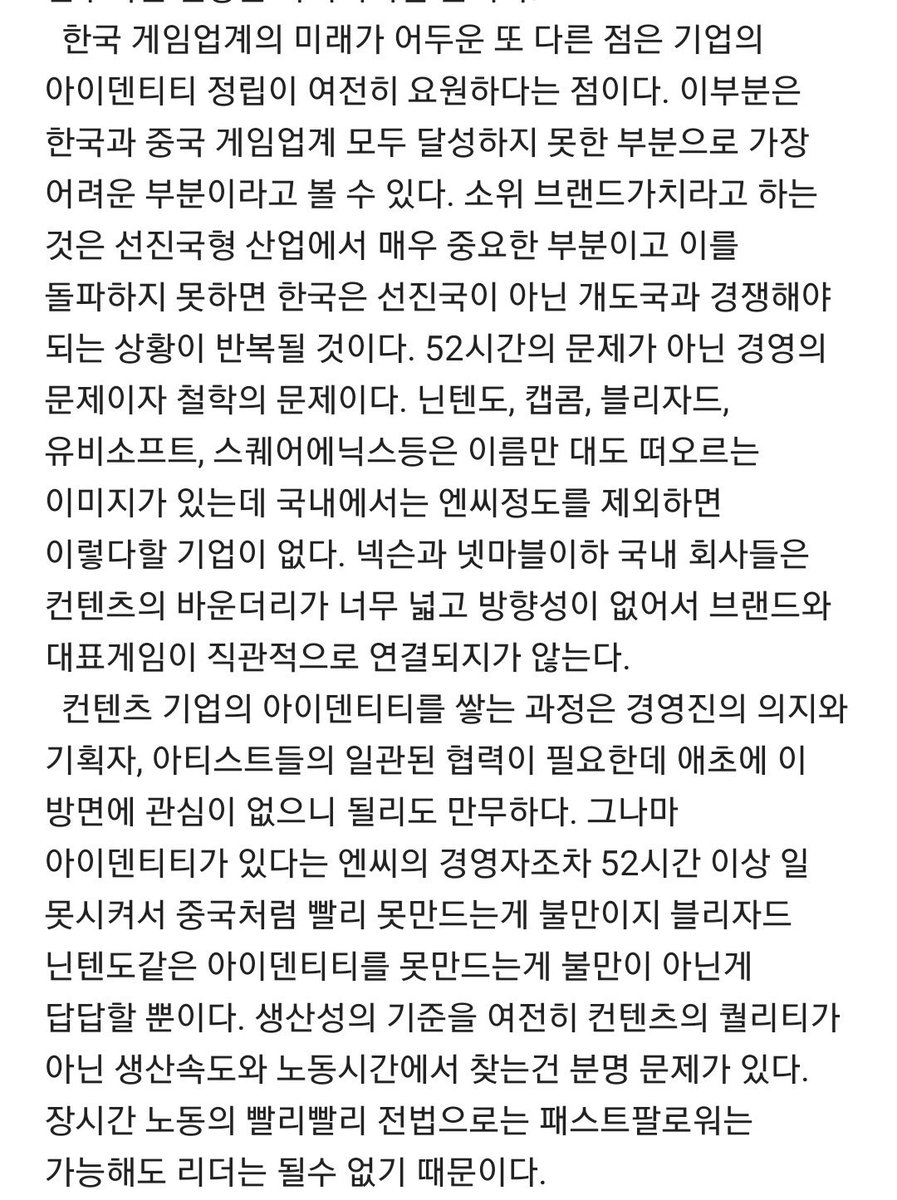 한국 게임업계의 미래가 어두운 또 다른 점은 기업의
아이덴티티 정립이 여전히 요원하다는 점이다. 이부분은
한국과 중국 게임업계 모두 달성하지 못한 부분으로 가장
어려운 부분이라고 볼 수 있다. 소위 브랜드가치라고 하는
것은 선진국형 산업에서 매우 중요한 부분이고 이를
돌파하지 못하면 한국은 선진국이 아닌 개도국과 경쟁해야
되는 상황이 반복될 것이다. 52시간의 문제가 아닌 경영의
문제이자 철학의 문제이다. 닌텐도, 캡콤, 블리자드,
유비소프트, 스퀘어에닉스등은 이름만 대도 떠오르는
이미지가 있는데 국내에서는 엔씨정도를 제외하면
이렇다할 기업이 없다. 넥슨과 넷마블이하 국내 회사들은
컨텐츠의 바운더리가 너무 넓고 방향성이 없어서 브랜드와
대표게임이 직관적으로 연결되지가 않는다.
컨텐츠 기업의 아이덴티티를 쌓는 과정은 경영진의 의지와
기획자, 아티스트들의 일관된 협력이 필요한데 애초에 이
방면에 관심이 없으니 될리도 만무하다. 그나마
아이덴티티가 있다는 엔씨의 경영자조차 52시간 이상 일
못시켜서 중국처럼 빨리 못만드는게 불만이지 블리자드
닌텐도같은 아이덴티티를 못만드는게 불만이 아닌게
답답할 뿐이다. 생산성의 기준을 여전히 컨텐츠의 퀄리티가
아닌 생산속도와 노동시간에서 찾는건 분명 문제가 있다.
장시간 노동의 빨리빨리 전법으로는 패스트팔로워는
가능해도 리더는 될수 없기 때문이다.